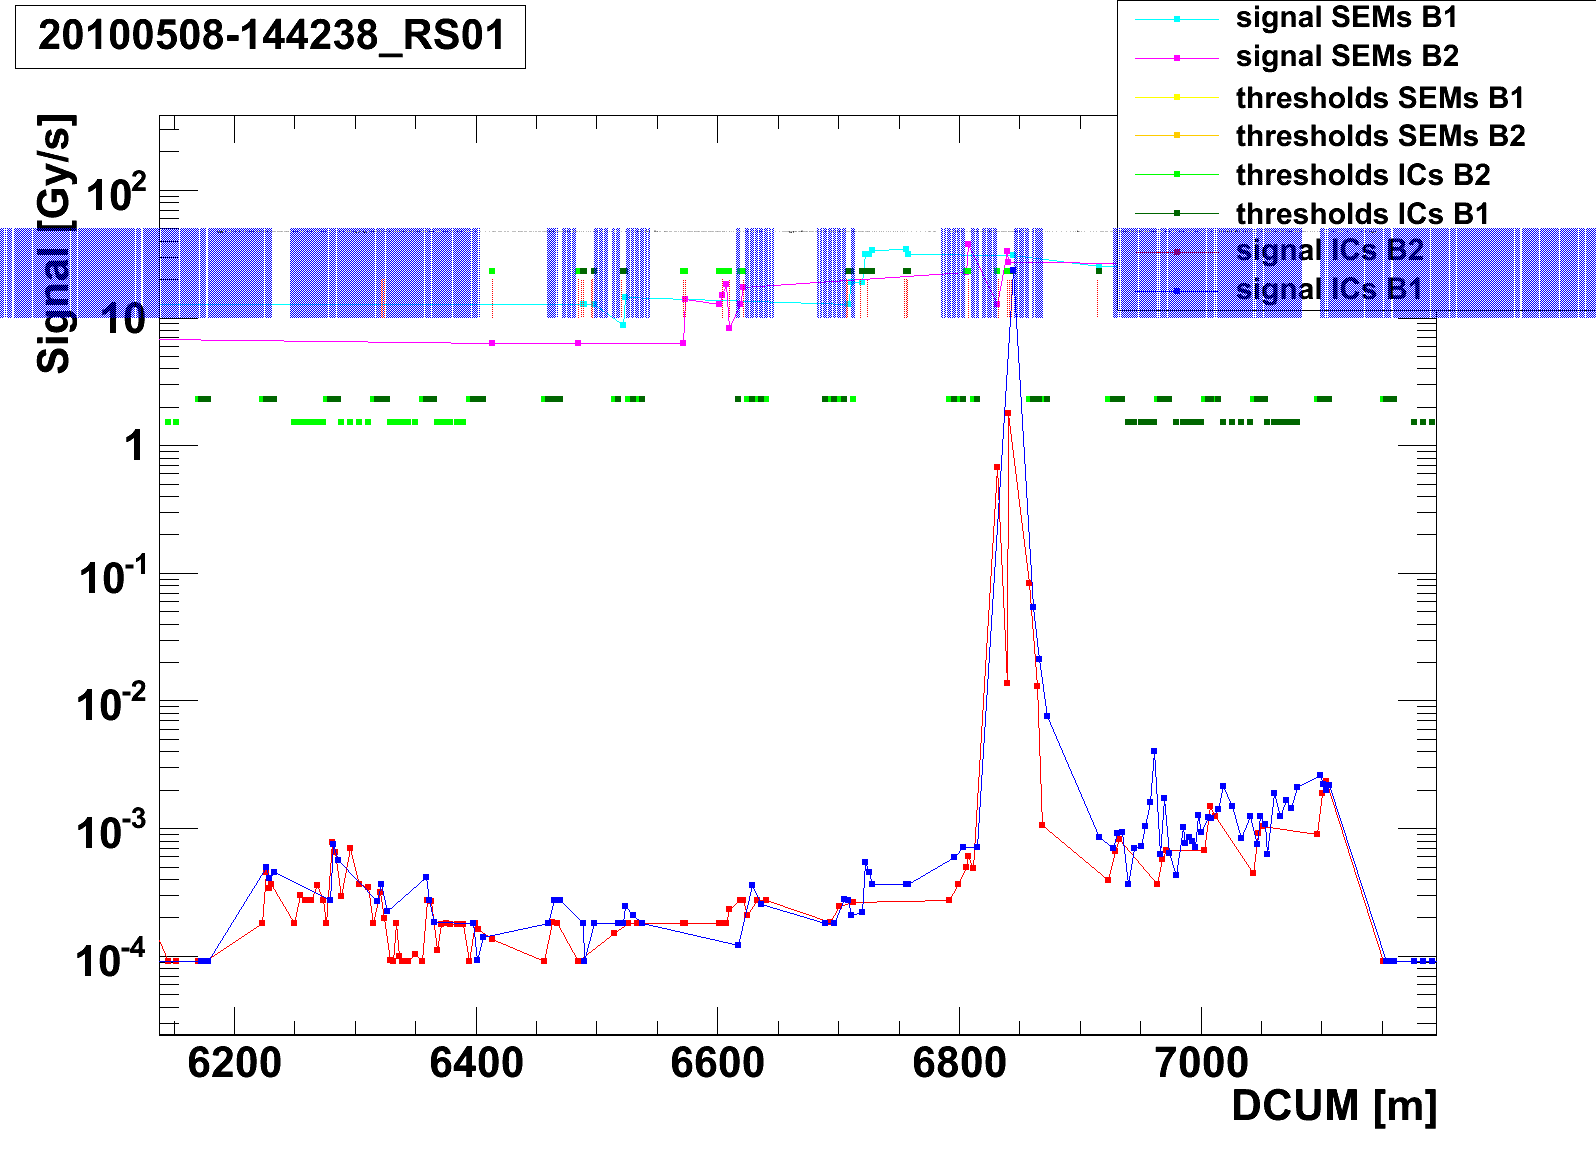 20100508-144238_RS01
signal SEMs B1
signal SEMs B2
thresholds SEMs B1
thresholds SEMs B2
thresholds ICs B2
thresholds ICs B1
signal ICs B2
signal ICs B1
Signal [Gy/s]
10²
10
1
10⁻¹
10⁻²
10⁻³
10⁻⁴
6200 6400 6600 6800 7000
DCUM [m]